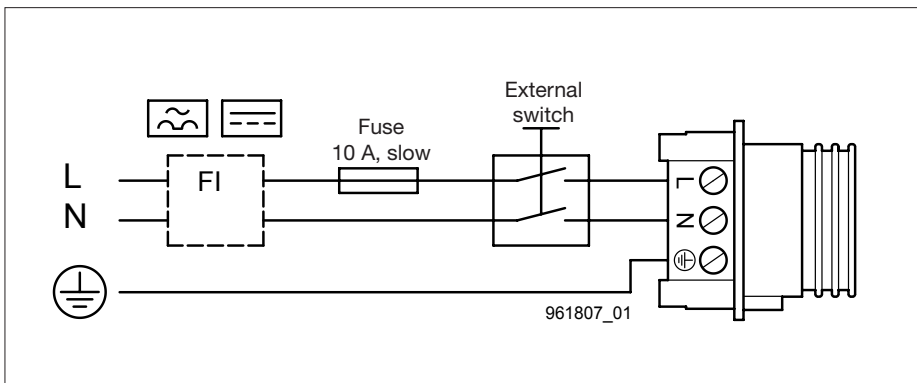 External
switch
Fuse
10 A, slow
L
FI
L
N
N
961807_01